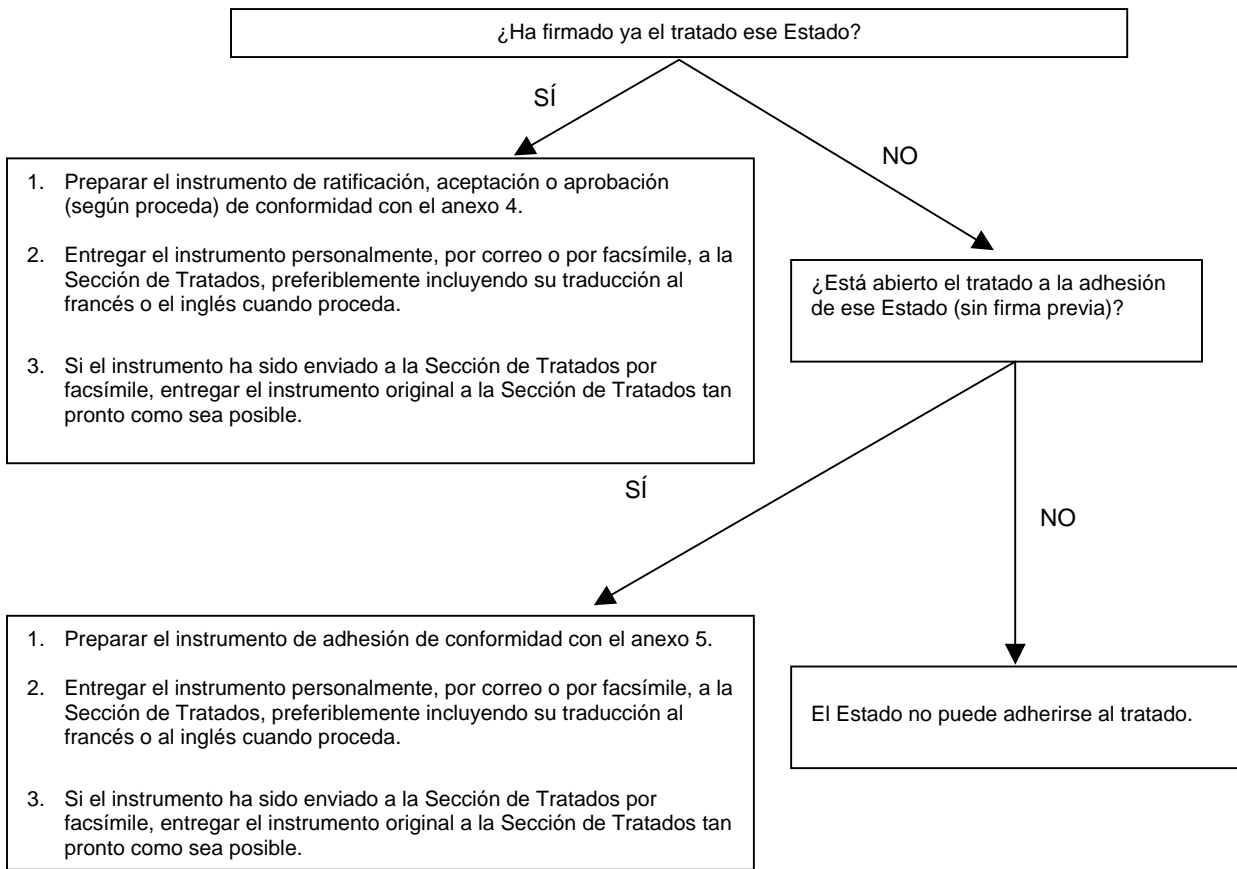 ¿Ha firmado ya el tratado ese Estado?
SÍ
NO
1. Preparar el instrumento de ratificación, aceptación o aprobación
(según proceda) de conformidad con el anexo 4.
2. Entregar el instrumento personalmente, por correo o por facsímile, a la
Sección de Tratados, preferiblemente incluyendo su traducción al
francés o el inglés cuando proceda.
3. Si el instrumento ha sido enviado a la Sección de Tratados por
facsímile, entregar el instrumento original a la Sección de Tratados tan
pronto como sea posible.
¿Está abierto el tratado a la adhesión
de ese Estado (sin firma previa)?
SÍ
NO
1. Preparar el instrumento de adhesión de conformidad con el anexo 5.
2. Entregar el instrumento personalmente, por correo o por facsímile, a la
Sección de Tratados, preferiblemente incluyendo su traducción al
francés o al inglés cuando proceda.
3. Si el instrumento ha sido enviado a la Sección de Tratados por
facsímile, entregar el instrumento original a la Sección de Tratados tan
pronto como sea posible.
El Estado no puede adherirse al tratado.